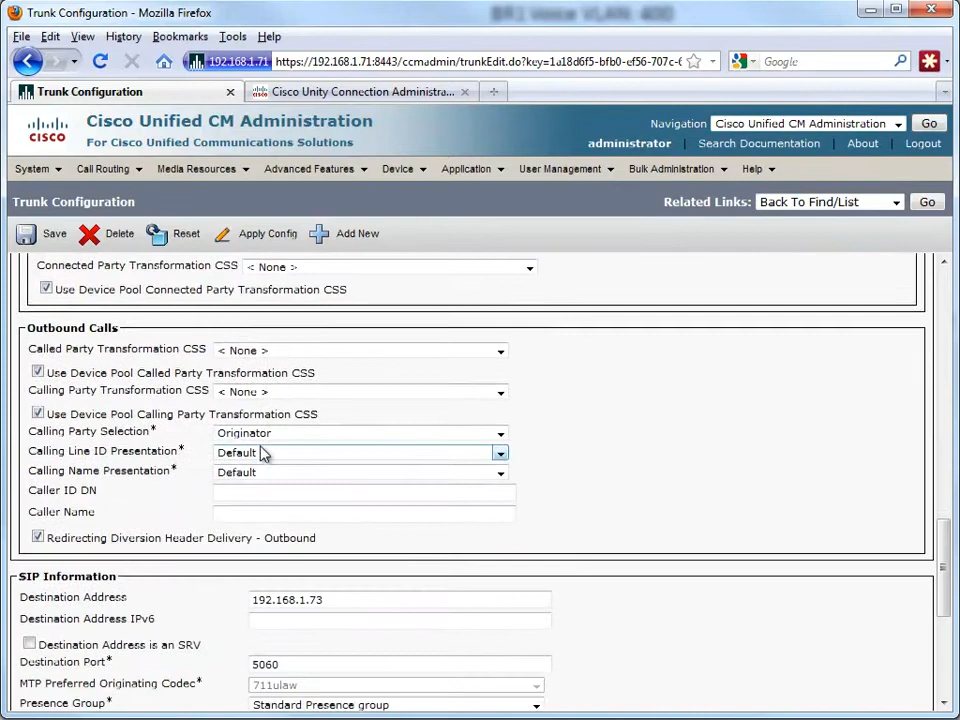 Trunk Configuration - Mozilla Firefox
BR1 Voice VLAN: 400
File Edit View History Bookmarks Tools Help
192.168.1.71 https://192.168.1.71:8443/ccmadmin/trunkEdit.do?key=1a18d6f5-bfb0-ef56-707c-6
Google
Trunk Configuration
cisco Cisco Unity Connection Administra...
CISCO
Cisco Unified CM Administration
For Cisco Unified Communications Solutions
Navigation Cisco Unified CM Administration Go
administrator Search Documentation About Logout
System Call Routing Media Resources Advanced Features Device Application User Management Bulk Administration Help
Trunk Configuration
Related Links: Back To Find/List Go
Save Delete Reset Apply Config Add New
Connected Party Transformation CSS < None >
Use Device Pool Connected Party Transformation CSS
Outbound Calls
Called Party Transformation CSS < None >
Use Device Pool Called Party Transformation CSS
Calling Party Transformation CSS < None >
Use Device Pool Calling Party Transformation CSS
Calling Party Selection* Originator
Calling Line ID Presentation* Default
Calling Name Presentation* Default
Caller ID DN
Caller Name
Redirecting Diversion Header Delivery - Outbound
SIP Information
Destination Address 192.168.1.73
Destination Address IPv6
Destination Address is an SRV
Destination Port* 5060
MTP Preferred Originating Codec* 711ulaw
Presence Group* Standard Presence group